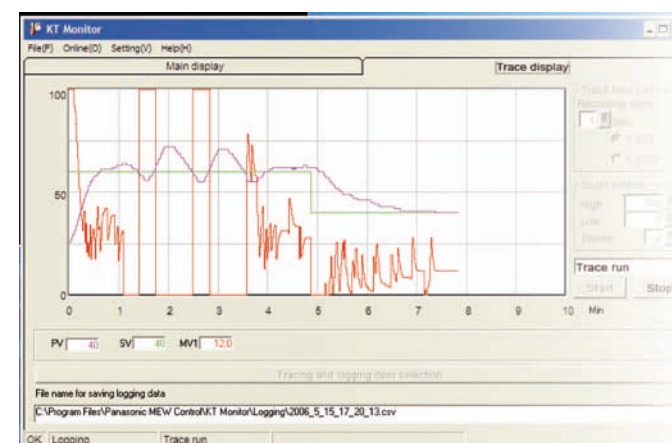 KT Monitor
File(F) Online(O) Setting(V) Help(H)
Main display Trace display
100
50
0
0 1 2 3 4 5 6 7 8 9 10 Min
High
Low
Trace run
Start Stop
PV 40 SV 40 MV1 12.0
Tracing and logging item selection
File name for saving logging data
C:\Program Files\Panasonic MEW Control\KT Monitor\Logging\2006_5_15_17_20_13.csv
OK Logging Trace run